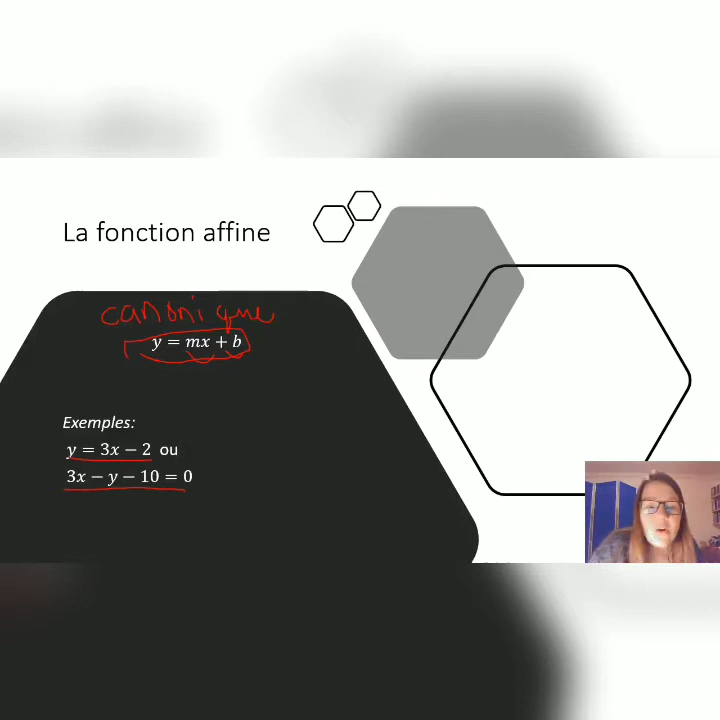 La fonction affine
canonique
y = mx + b
Exemples:
y = 3x − 2 ou
3x − y − 10 = 0